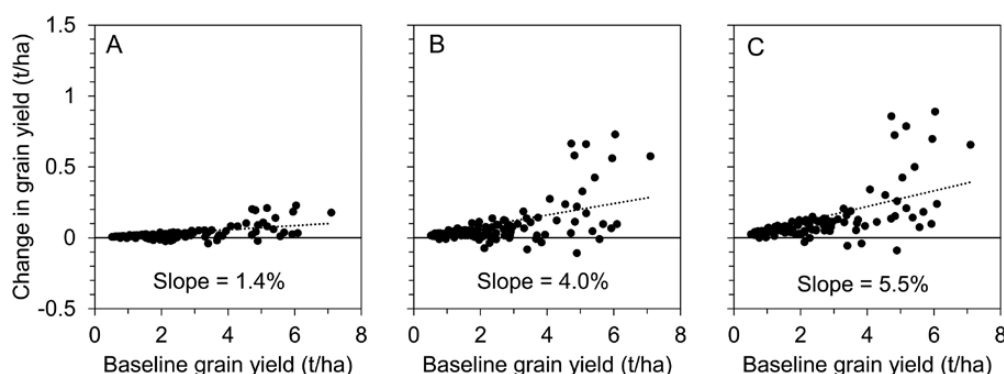 Change in grain yield (t/ha)
1.5
1
0.5
0
-0.5
A
Slope = 1.4%
0 2 4 6 8
Baseline grain yield (t/ha)
B
Slope = 4.0%
0 2 4 6 8
Baseline grain yield (t/ha)
C
Slope = 5.5%
0 2 4 6 8
Baseline grain yield (t/ha)